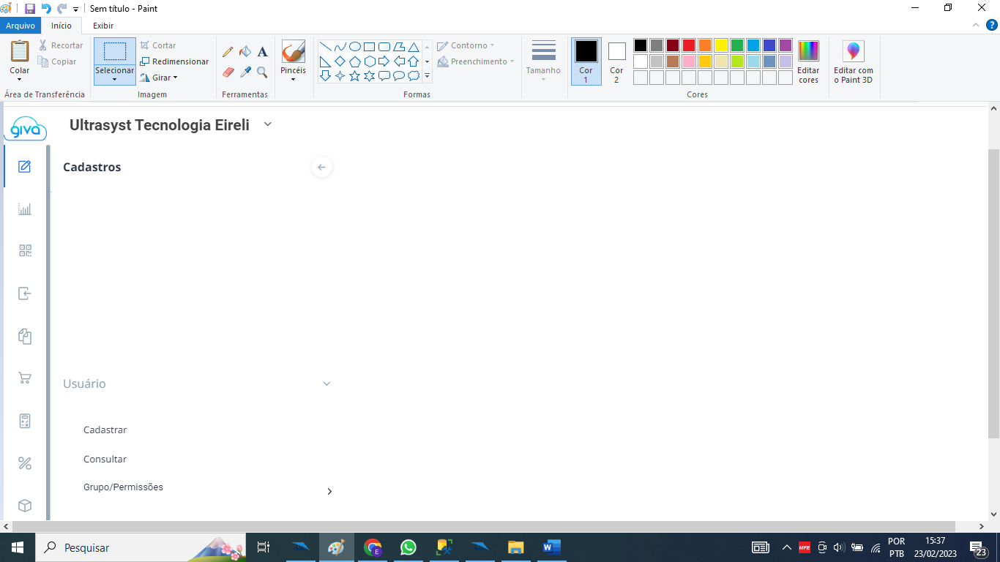 Sem título - Paint
Arquivo
Início
Exibir
Colar
Recortar
Copiar
Área de Transferência
Selecionar
Cortar
Redimensionar
Girar
Imagem
A
Ferramentas
Pincéis
Contorno
Preenchimento
Formas
Tamanho
Cor
1
Cor
2
Editar
cores
Cores
Editar com
o Paint 3D
giva
Ultrasyst Tecnologia Eireli
Cadastros
Usuário
Cadastrar
Consultar
Grupo/Permissões
Pesquisar
E
W
MFE
POR
PTB
15:37
23/02/2023
23